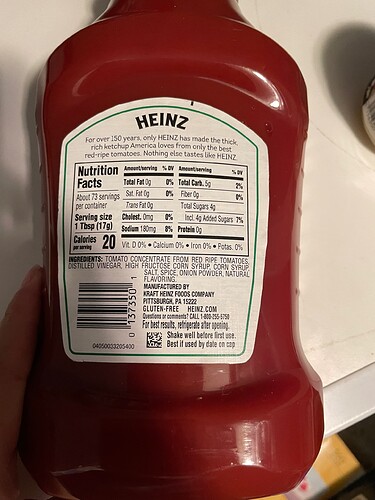 HEINZ
For over 150 years, only HEINZ has made the thick,
rich ketchup America loves from only the best
red-ripe tomatoes. Nothing else tastes like HEINZ.
Nutrition
Facts
About 73 servings
per container
Serving size
1 Tbsp (17g)
Calories 20
per serving
Amount/serving % DV
Total Fat 0g 0%
Sat. Fat 0g 0%
Trans Fat 0g
Cholest. 0mg 0%
Sodium 180mg 8%
Amount/serving % DV
Total Carb. 5g 2%
Fiber 0g 0%
Total Sugars 4g
Incl. 4g Added Sugars 7%
Protein 0g
Vit. D 0% • Calcium 0% • Iron 0% • Potas. 0%
INGREDIENTS: TOMATO CONCENTRATE FROM RED RIPE TOMATOES,
DISTILLED VINEGAR, HIGH FRUCTOSE CORN SYRUP, CORN SYRUP,
SALT, SPICE, ONION POWDER, NATURAL
FLAVORING.
MANUFACTURED BY
KRAFT HEINZ FOODS COMPANY
PITTSBURGH, PA 15222
GLUTEN-FREE HEINZ.COM
Questions or comments? CALL 1-800-255-5750
For best results, refrigerate after opening.
Shake well before first use.
Best if used by date on cap
0 137350
04050033205400